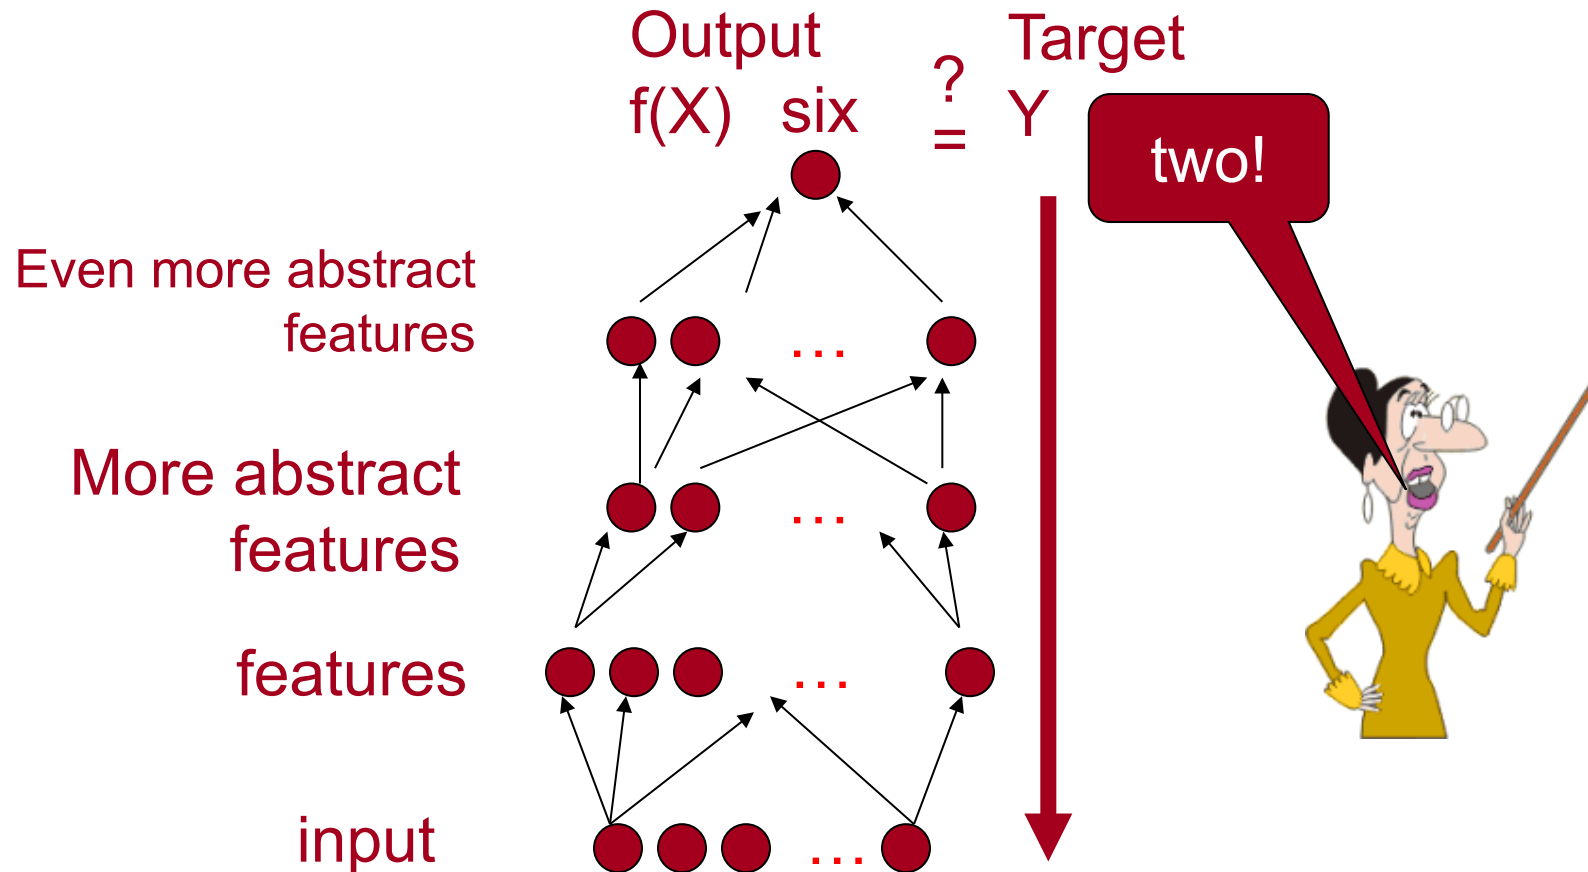 Output
Target
f(X) six
?
=
Y
two!
Even more abstract
features
...
More abstract
features
...
features
...
input
...